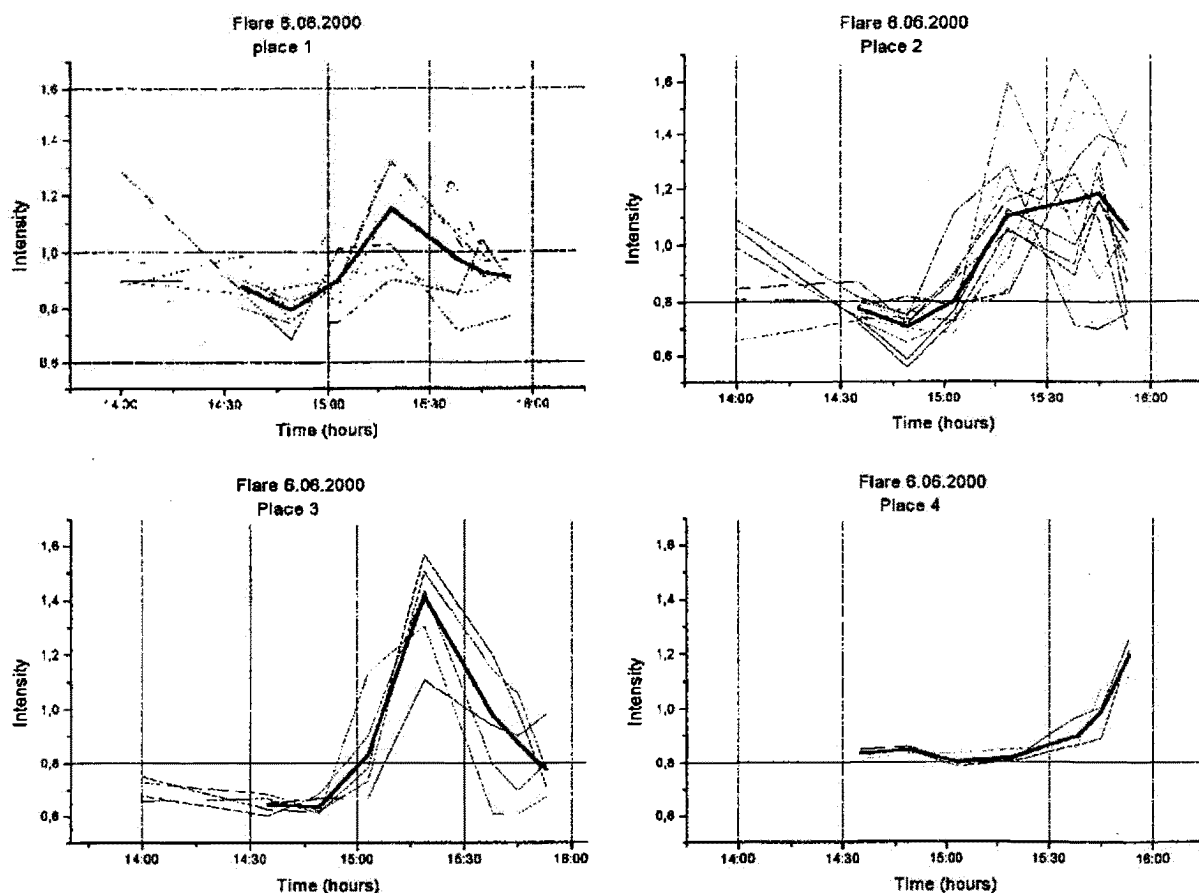 Flare 6.06.2000
place 1
Intensity
1,6
1,4
1,2
1,0
0,8
0,6
14:00 14:30 15:00 15:30 16:00
Time (hours)
Flare 6.06.2000
Place 2
Intensity
1,6
1,4
1,2
1,0
0,8
0,6
14:00 14:30 15:00 15:30 16:00
Time (hours)
Flare 6.06.2000
Place 3
Intensity
1,6
1,4
1,2
1,0
0,8
0,6
14:00 14:30 15:00 15:30 16:00
Time (hours)
Flare 6.06.2000
Place 4
Intensity
1,6
1,4
1,2
1,0
0,8
0,6
14:00 14:30 15:00 15:30 16:00
Time (hours)